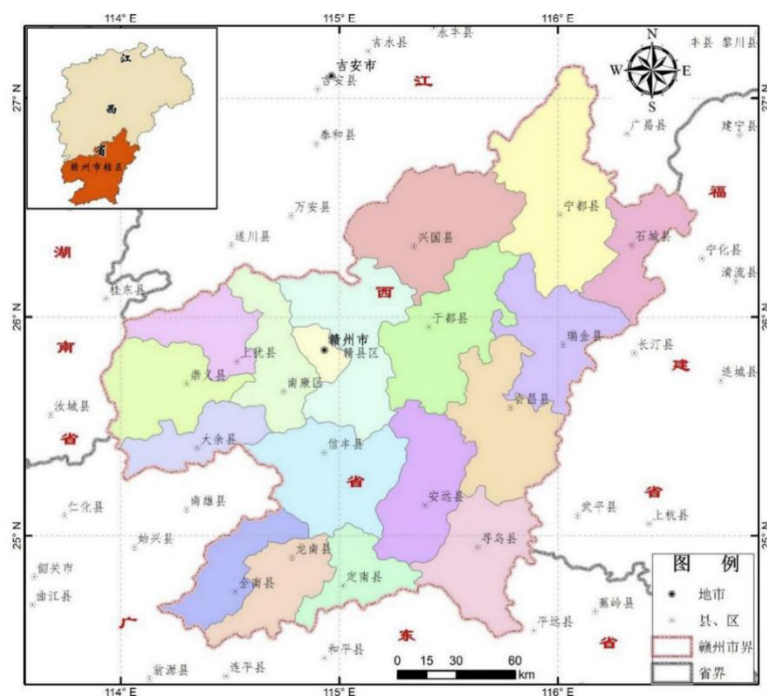 114° E 115° E 116° E
江
西
省
赣州市辖区
吉水县
永丰县
丰县
黎川县
N
W E
S
吉安市
吉安县
江
27° N
27° N
泰和县
广昌县
建宁县
福
万安县
宁都县
石城县
遂川县
兴国县
宁化县
清流县
湖
桂东县
西
26° N
26° N
于都县
南
赣州市
赣县区
瑞金县
长汀县
上犹县
建
崇义县
南康区
会昌县
连城县
汝城县
省
大余县
信丰县
省
省
安远县
仁化县
南雄县
武平县
上杭县
25° N
25° N
始兴县
龙南县
寻乌县
韶关市
全南县
定南县
曲江县
广
东
省
蕉岭县
平远县
和平县
翁源县
连平县
0 15 30 60
km
图 例
地市
县、区
赣州市界
省界
114° E 115° E 116° E